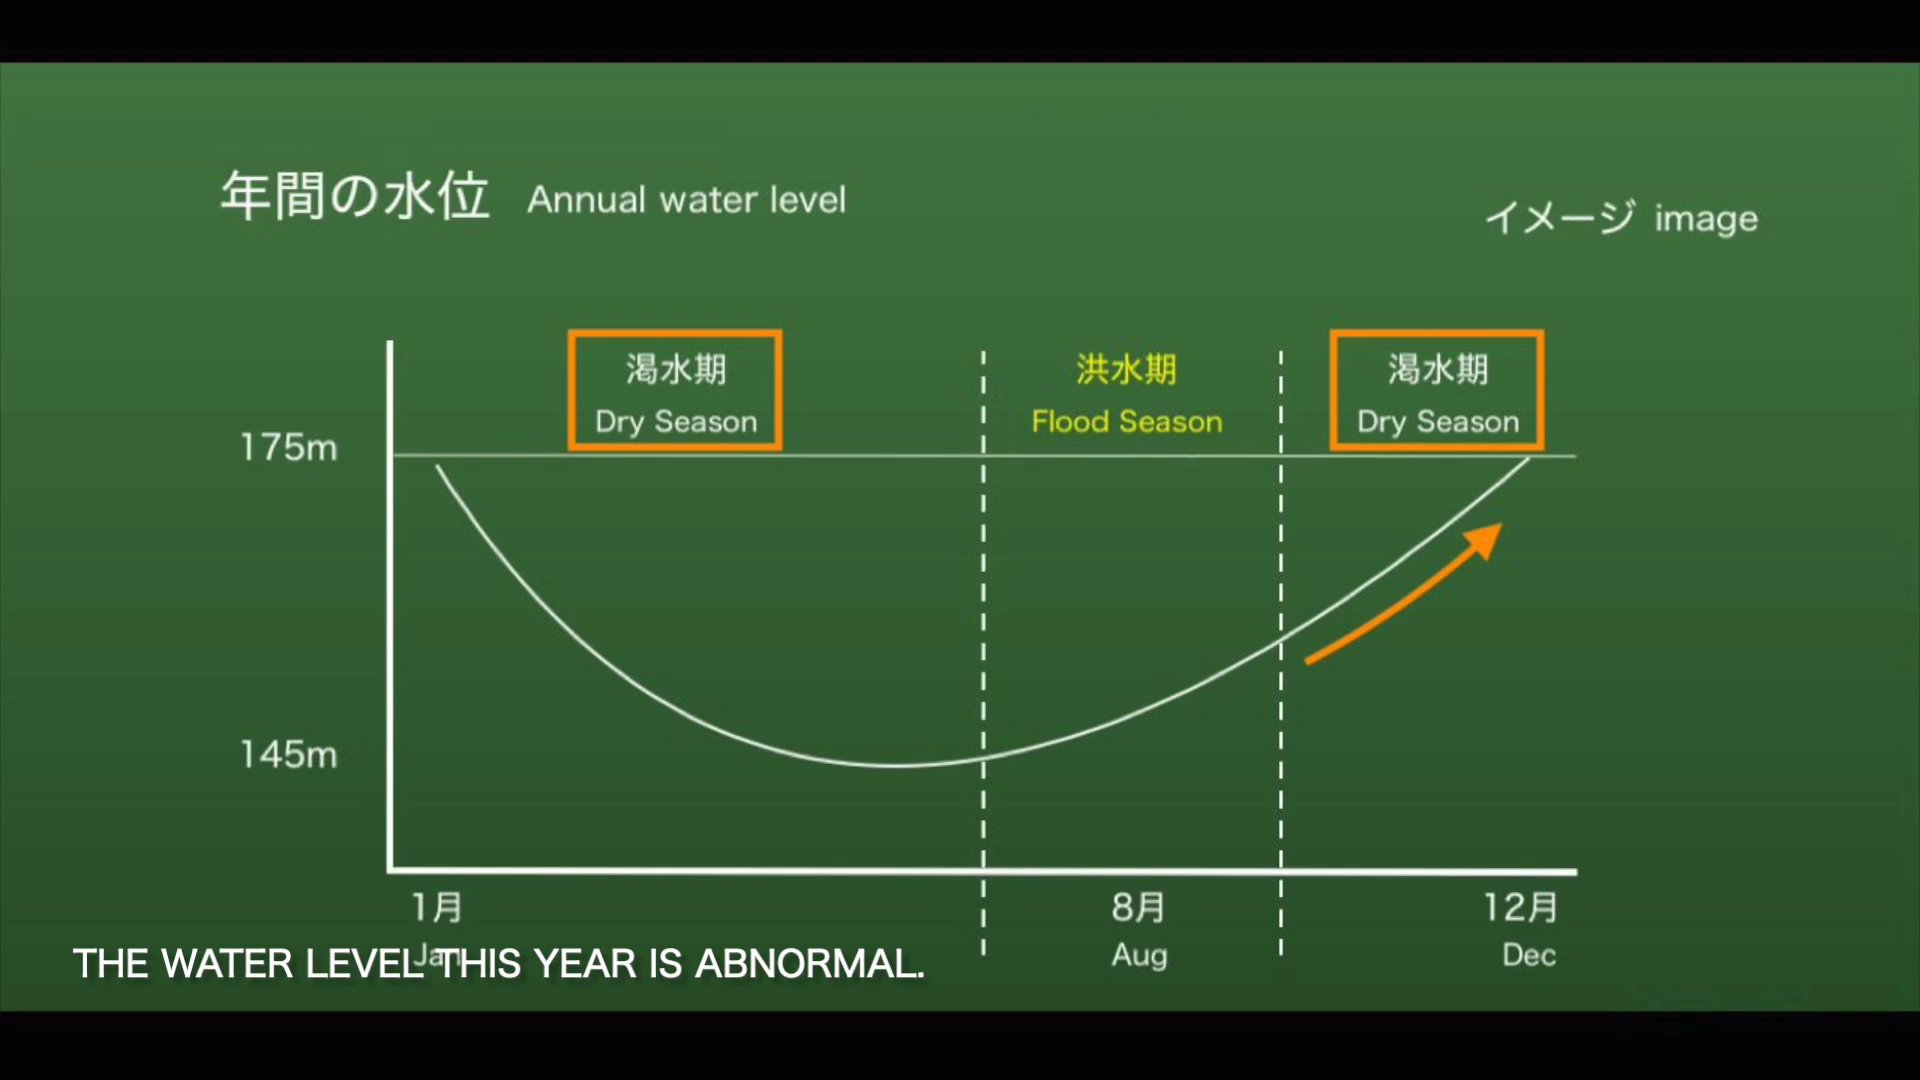 年間の水位 Annual water level
イメージ image
渇水期
Dry Season
洪水期
Flood Season
渇水期
Dry Season
175m
145m
1月
Jan
8月
Aug
12月
Dec
THE WATER LEVEL THIS YEAR IS ABNORMAL.